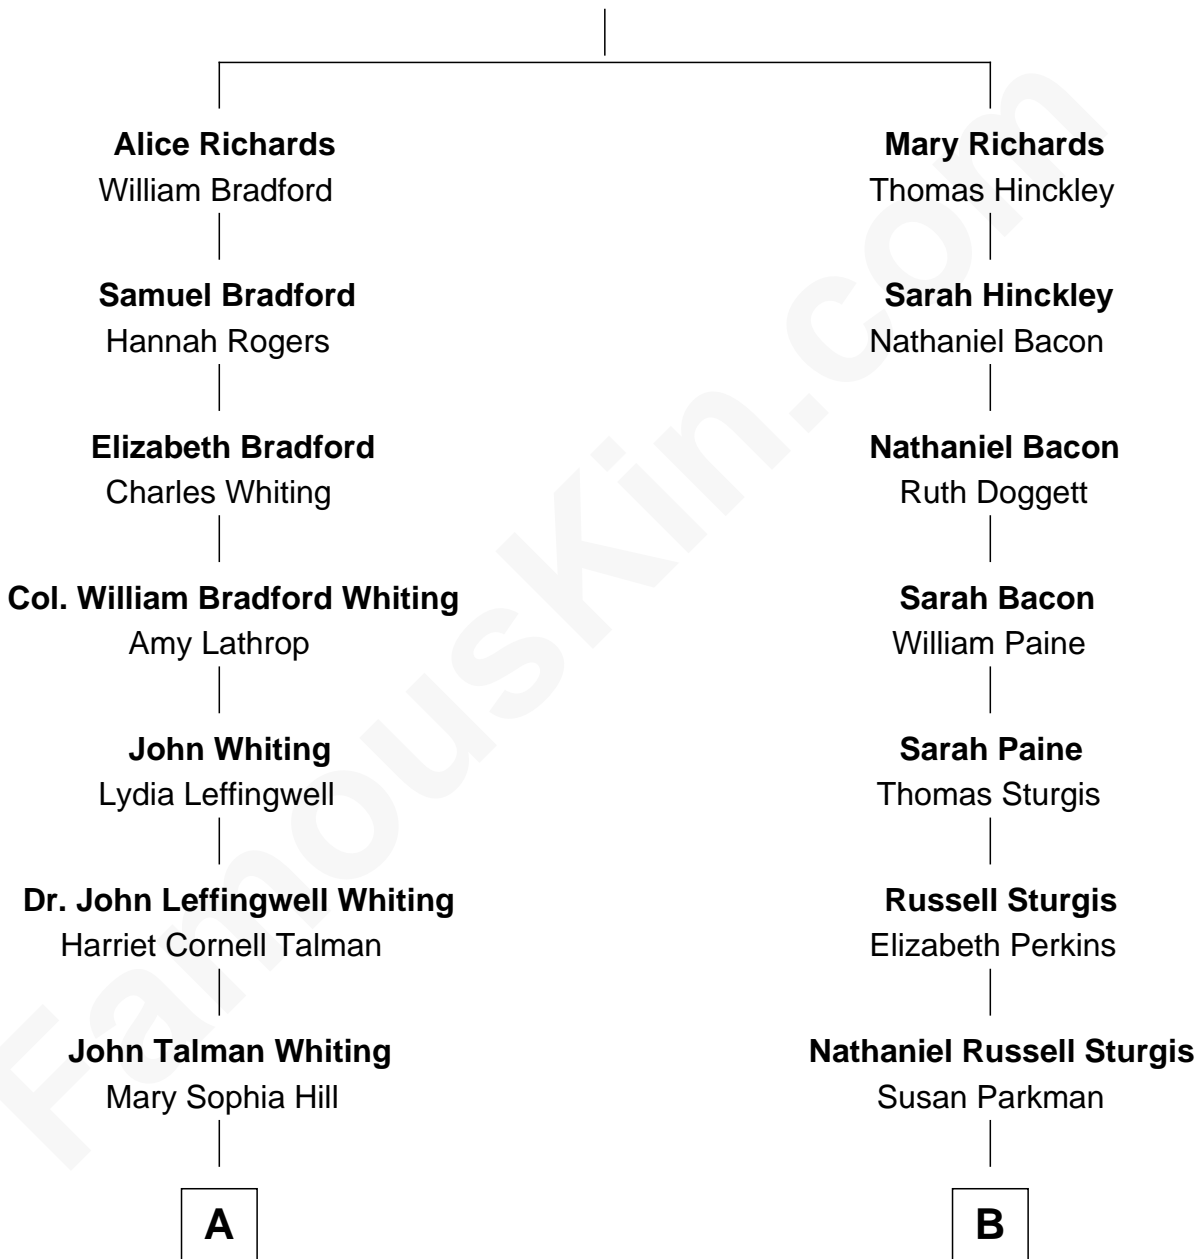 Alice Richards
William Bradford
Samuel Bradford
Hannah Rogers
Elizabeth Bradford
Charles Whiting
Col. William Bradford Whiting
Amy Lathrop
John Whiting
Lydia Leffingwell
Dr. John Leffingwell Whiting
Harriet Cornell Talman
John Talman Whiting
Mary Sophia Hill
A
Mary Richards
Thomas Hinckley
Sarah Hinckley
Nathaniel Bacon
Nathaniel Bacon
Ruth Doggett
Sarah Bacon
William Paine
Sarah Paine
Thomas Sturgis
Russell Sturgis
Elizabeth Perkins
Nathaniel Russell Sturgis
Susan Parkman
B
FamousKin.com